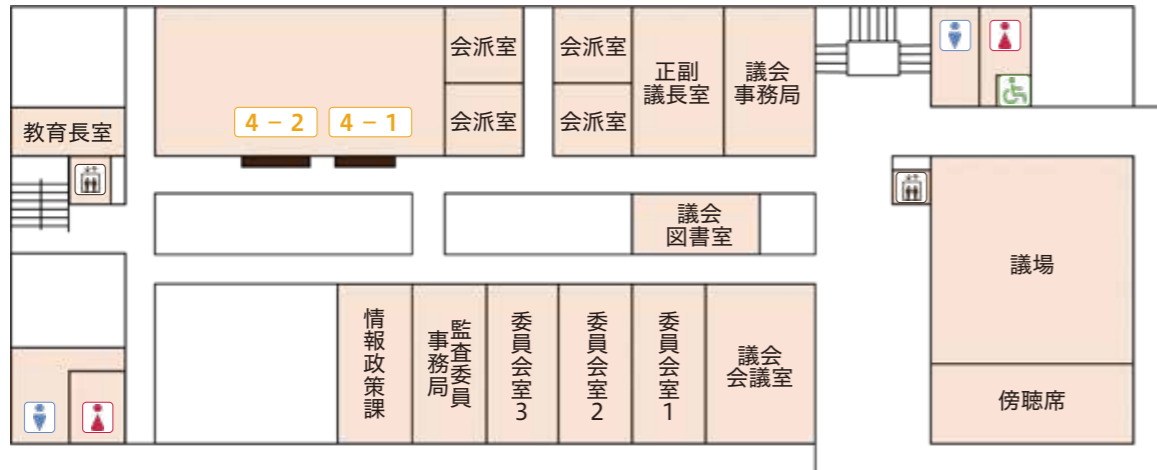 会派室
会派室
正副
議長室
議会
事務局
教育長室
4－2
4－1
会派室
会派室
議会
図書室
議場
情報政策課
監査委員
事務局
委員会室3
委員会室2
委員会室1
議会
会議室
傍聴席